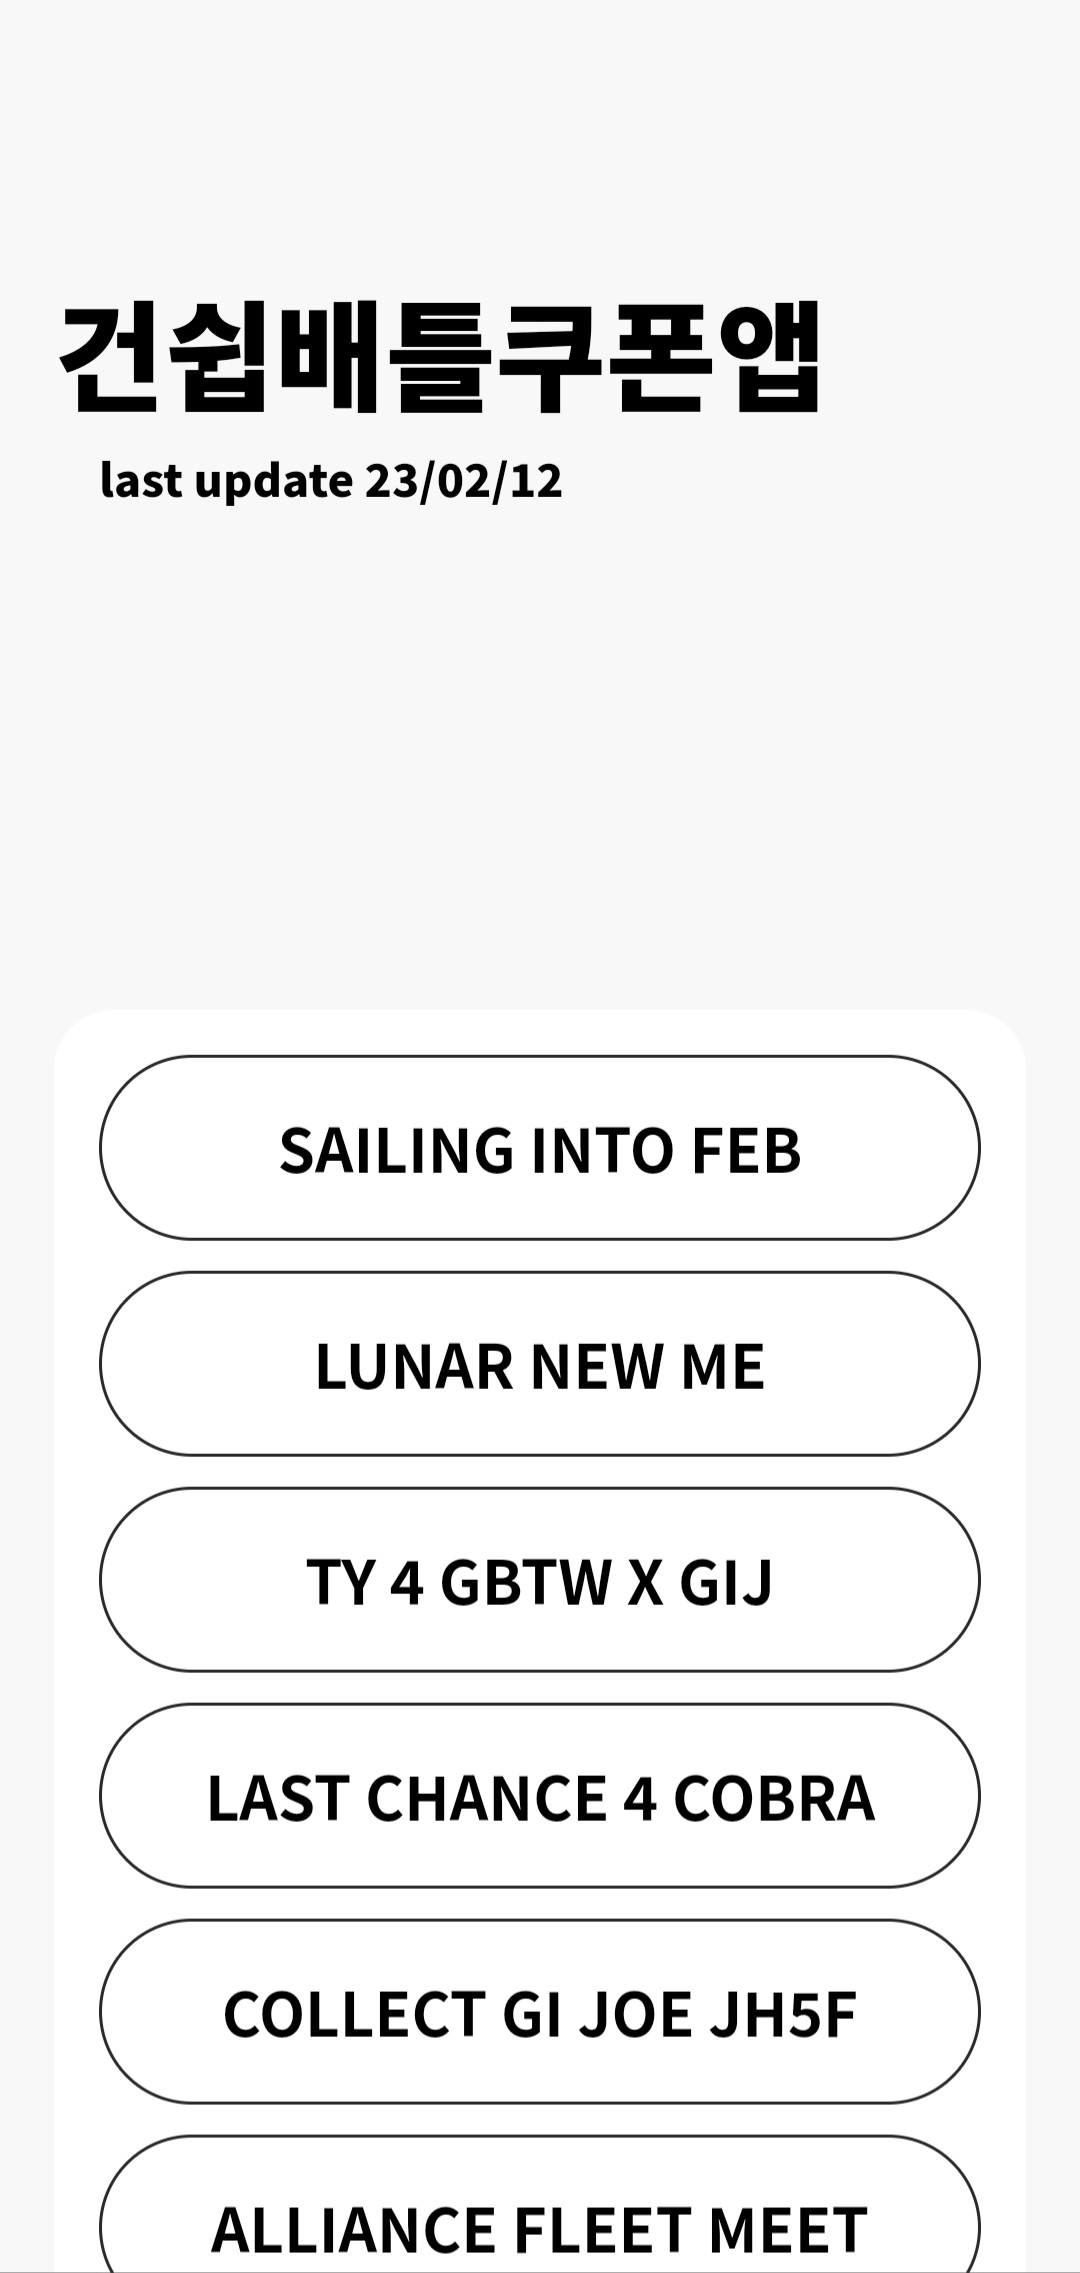 건쉽배틀쿠폰앱
last update 23/02/12
SAILING INTO FEB
LUNAR NEW ME
TY 4 GBTW X GIJ
LAST CHANCE 4 COBRA
COLLECT GI JOE JH5F
ALLIANCE FLEET MEET